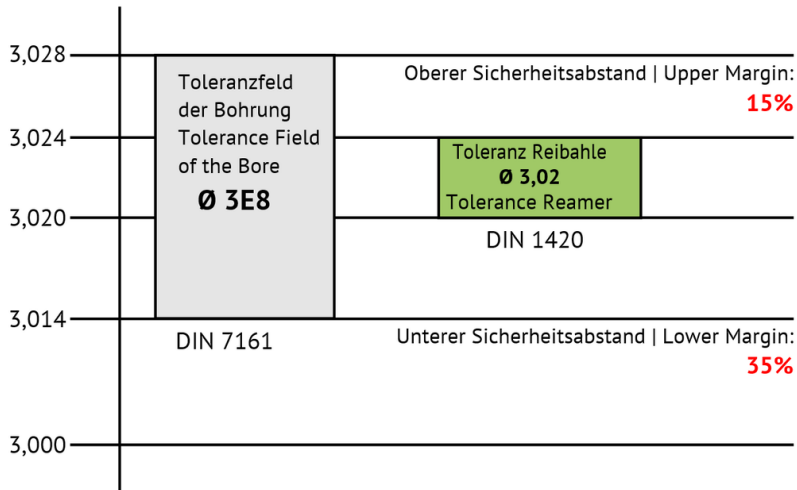 3,028
Oberer Sicherheitsabstand | Upper Margin:
15%
Toleranzfeld
der Bohrung
Tolerance Field
of the Bore
Ø 3E8
3,024
Toleranz Reibahle
Ø 3,02
Tolerance Reamer
3,020
DIN 1420
3,014
DIN 7161
Unterer Sicherheitsabstand | Lower Margin:
35%
3,000